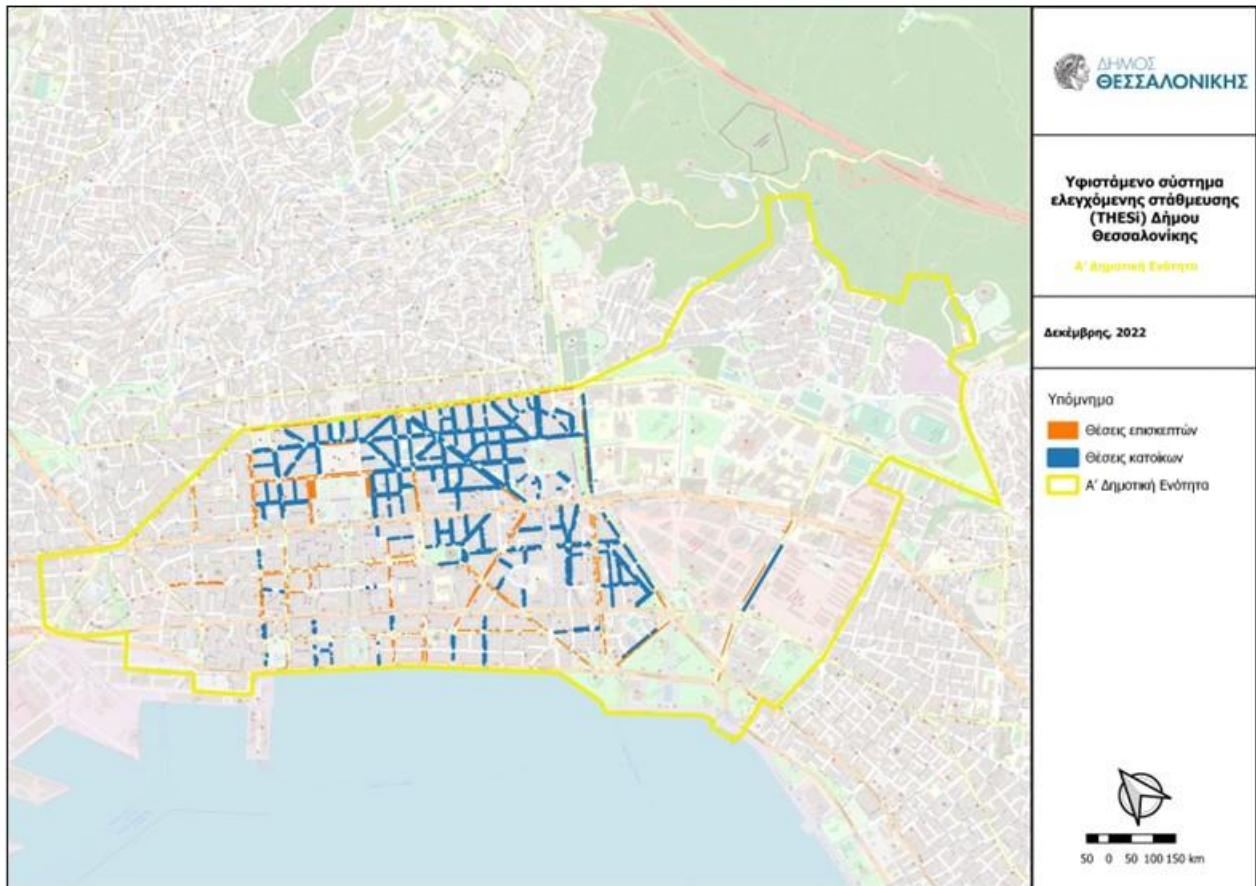 ΔΗΜΟΣ
ΘΕΣΣΑΛΟΝΙΚΗΣ
Υφιστάμενο σύστημα
ελεγχόμενης στάθμευσης
(THESi) Δήμου
Θεσσαλονίκης
Α' Δημοτική Ενότητα
Δεκέμβρης, 2022
Υπόμνημα
Θέσεις επισκεπτών
Θέσεις κατοίκων
Α' Δημοτική Ενότητα
50 0 50 100 150 km